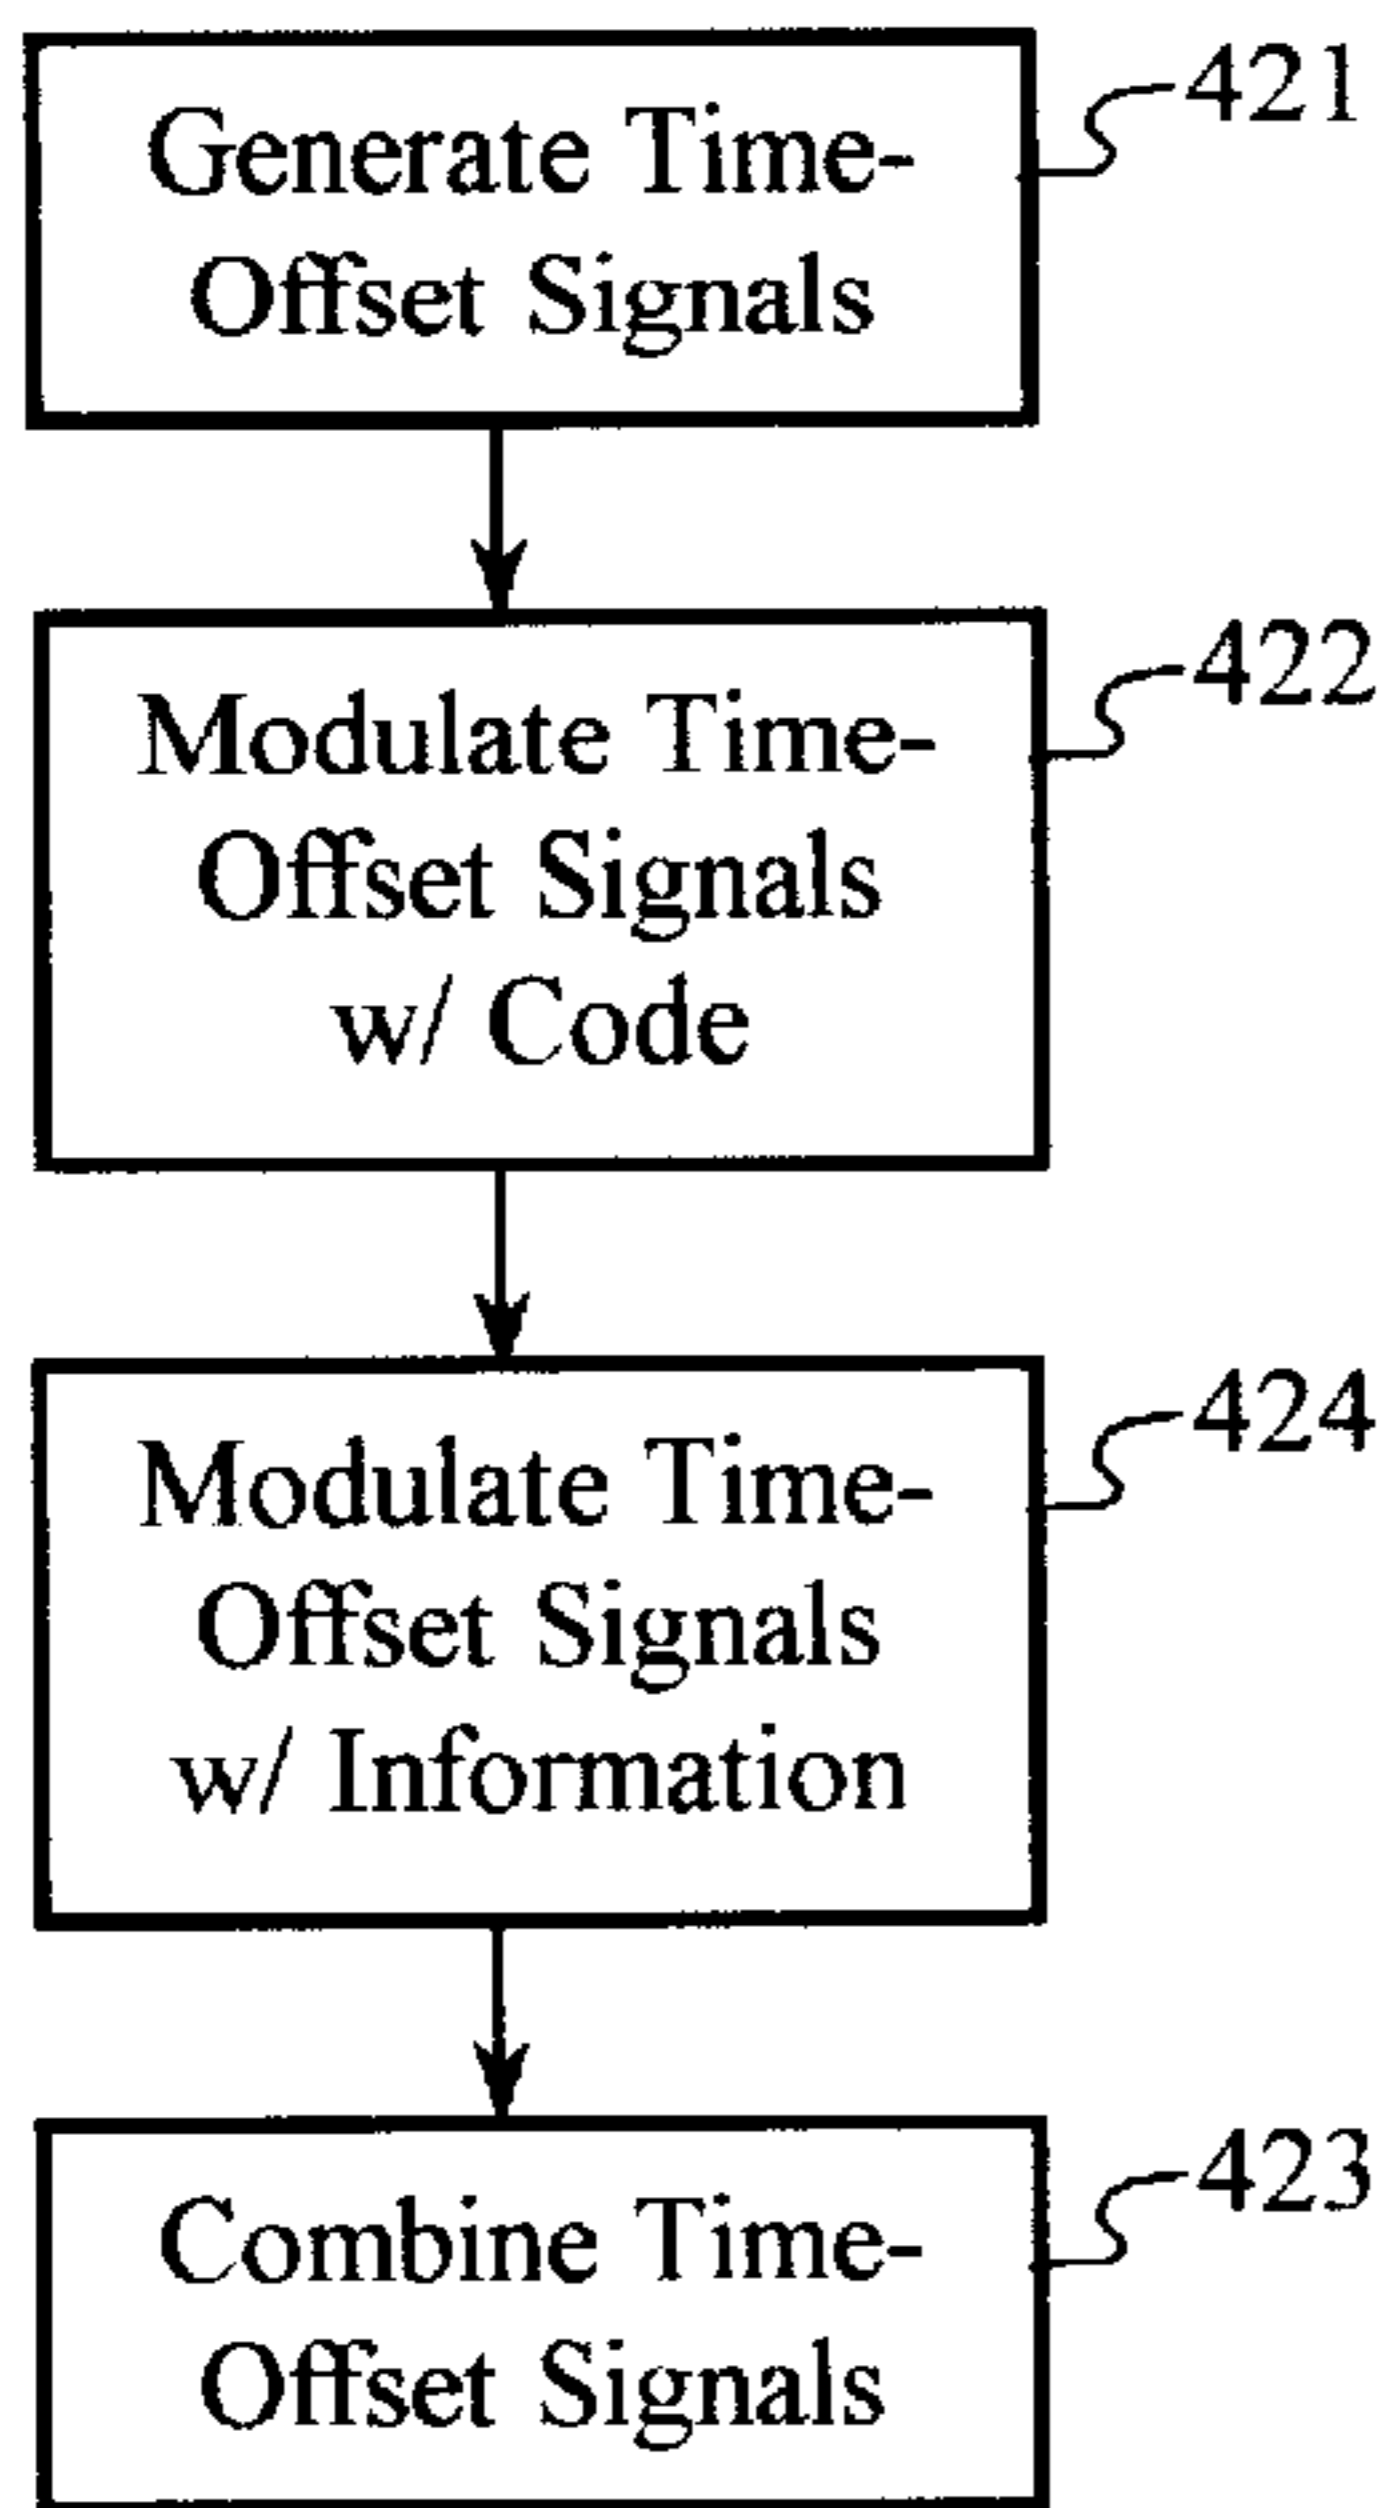 Generate Time-
Offset Signals
421
Modulate Time-
Offset Signals
w/ Code
422
Modulate Time-
Offset Signals
w/ Information
424
Combine Time-
Offset Signals
423